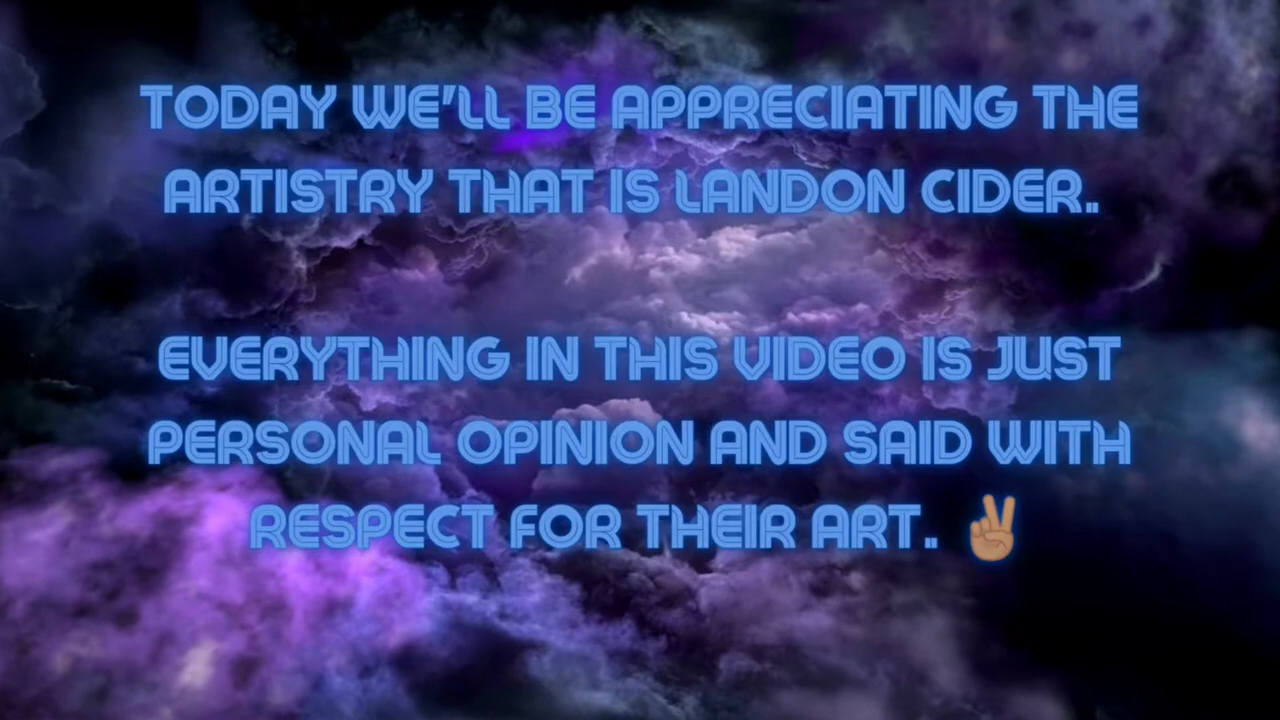 TODAY WE'LL BE APPRECIATING THE
ARTISTRY THAT IS LANDON CIDER.
EVERYTHING IN THIS VIDEO IS JUST
PERSONAL OPINION AND SAID WITH
RESPECT FOR THEIR ART. ✌🏽